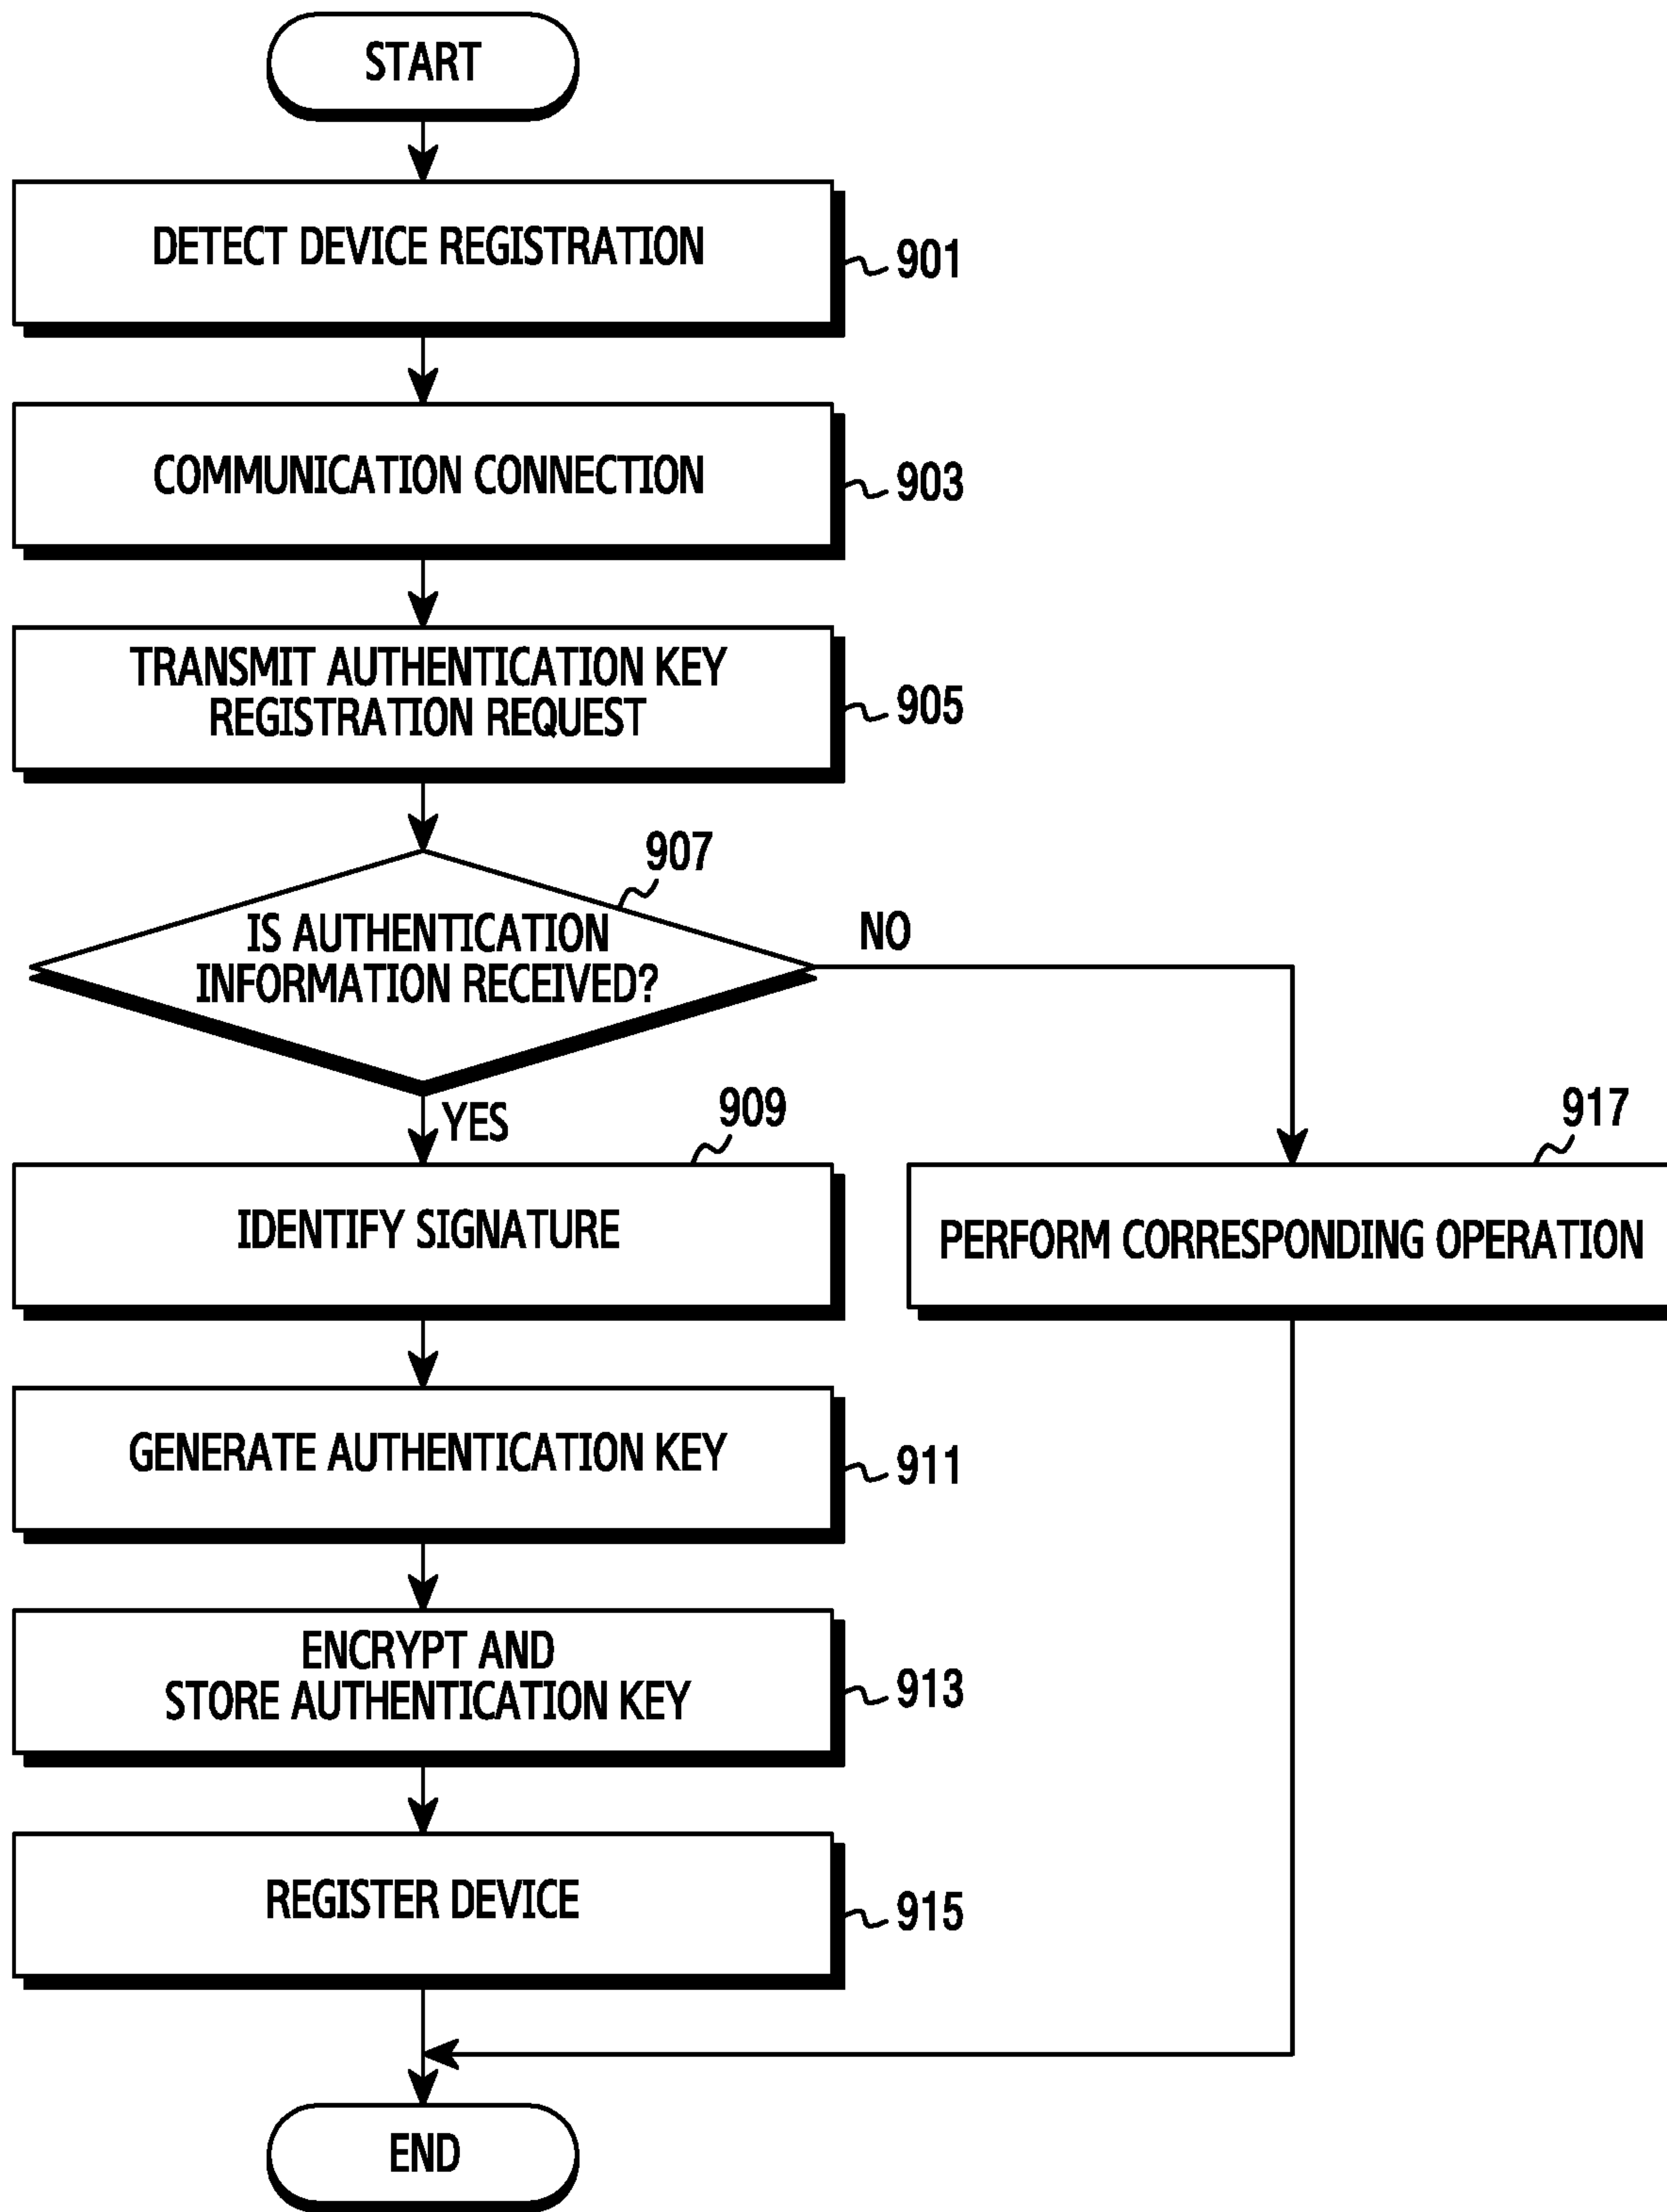 START
DETECT DEVICE REGISTRATION
901
COMMUNICATION CONNECTION
903
TRANSMIT AUTHENTICATION KEY
REGISTRATION REQUEST
905
907
IS AUTHENTICATION
INFORMATION RECEIVED?
NO
YES
909
IDENTIFY SIGNATURE
917
PERFORM CORRESPONDING OPERATION
GENERATE AUTHENTICATION KEY
911
ENCRYPT AND
STORE AUTHENTICATION KEY
913
REGISTER DEVICE
915
END